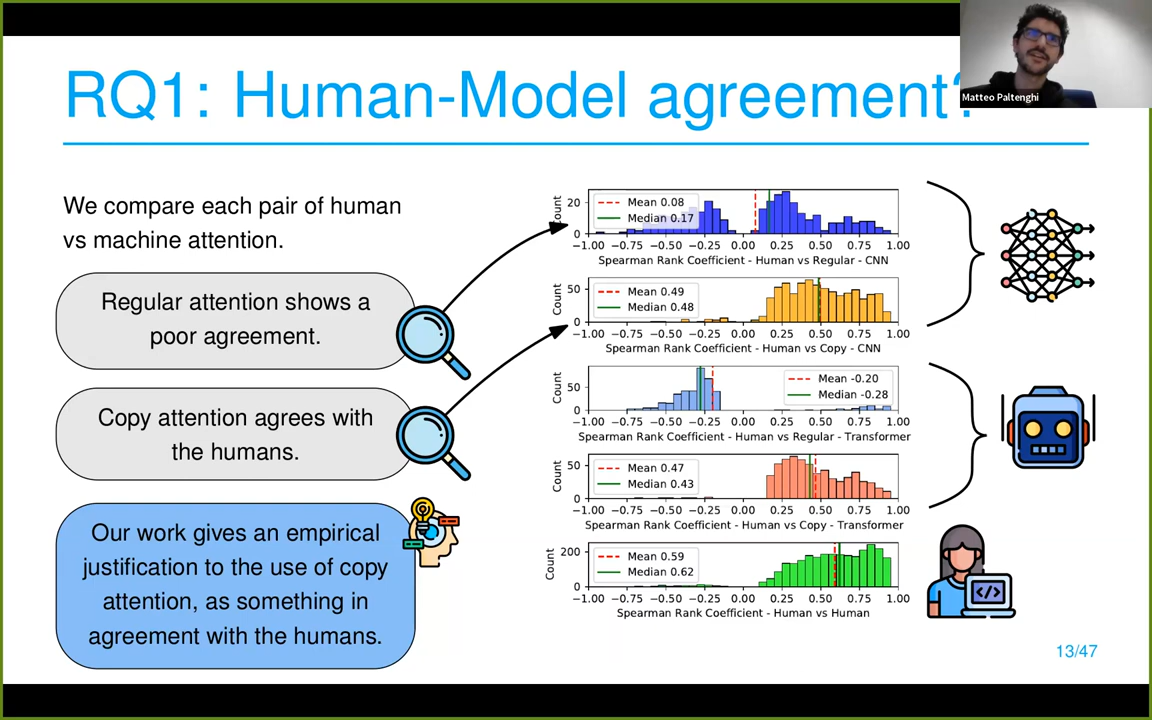 RQ1: Human-Model agreement?
Matteo Paltenghi
We compare each pair of human
vs machine attention.
Regular attention shows a
poor agreement.
Copy attention agrees with
the humans.
Our work gives an empirical
justification to the use of copy
attention, as something in
agreement with the humans.
Count
20
0
Mean 0.08
Median 0.17
−1.00 −0.75 −0.50 −0.25 0.00 0.25 0.50 0.75 1.00
Spearman Rank Coefficient - Human vs Regular - CNN
Count
50
0
Mean 0.49
Median 0.48
−1.00 −0.75 −0.50 −0.25 0.00 0.25 0.50 0.75 1.00
Spearman Rank Coefficient - Human vs Copy - CNN
Count
50
0
Mean -0.20
Median -0.28
−1.00 −0.75 −0.50 −0.25 0.00 0.25 0.50 0.75 1.00
Spearman Rank Coefficient - Human vs Regular - Transformer
Count
50
0
Mean 0.47
Median 0.43
−1.00 −0.75 −0.50 −0.25 0.00 0.25 0.50 0.75 1.00
Spearman Rank Coefficient - Human vs Copy - Transformer
Count
200
0
Mean 0.59
Median 0.62
−1.00 −0.75 −0.50 −0.25 0.00 0.25 0.50 0.75 1.00
Spearman Rank Coefficient - Human vs Human
</>
13/47